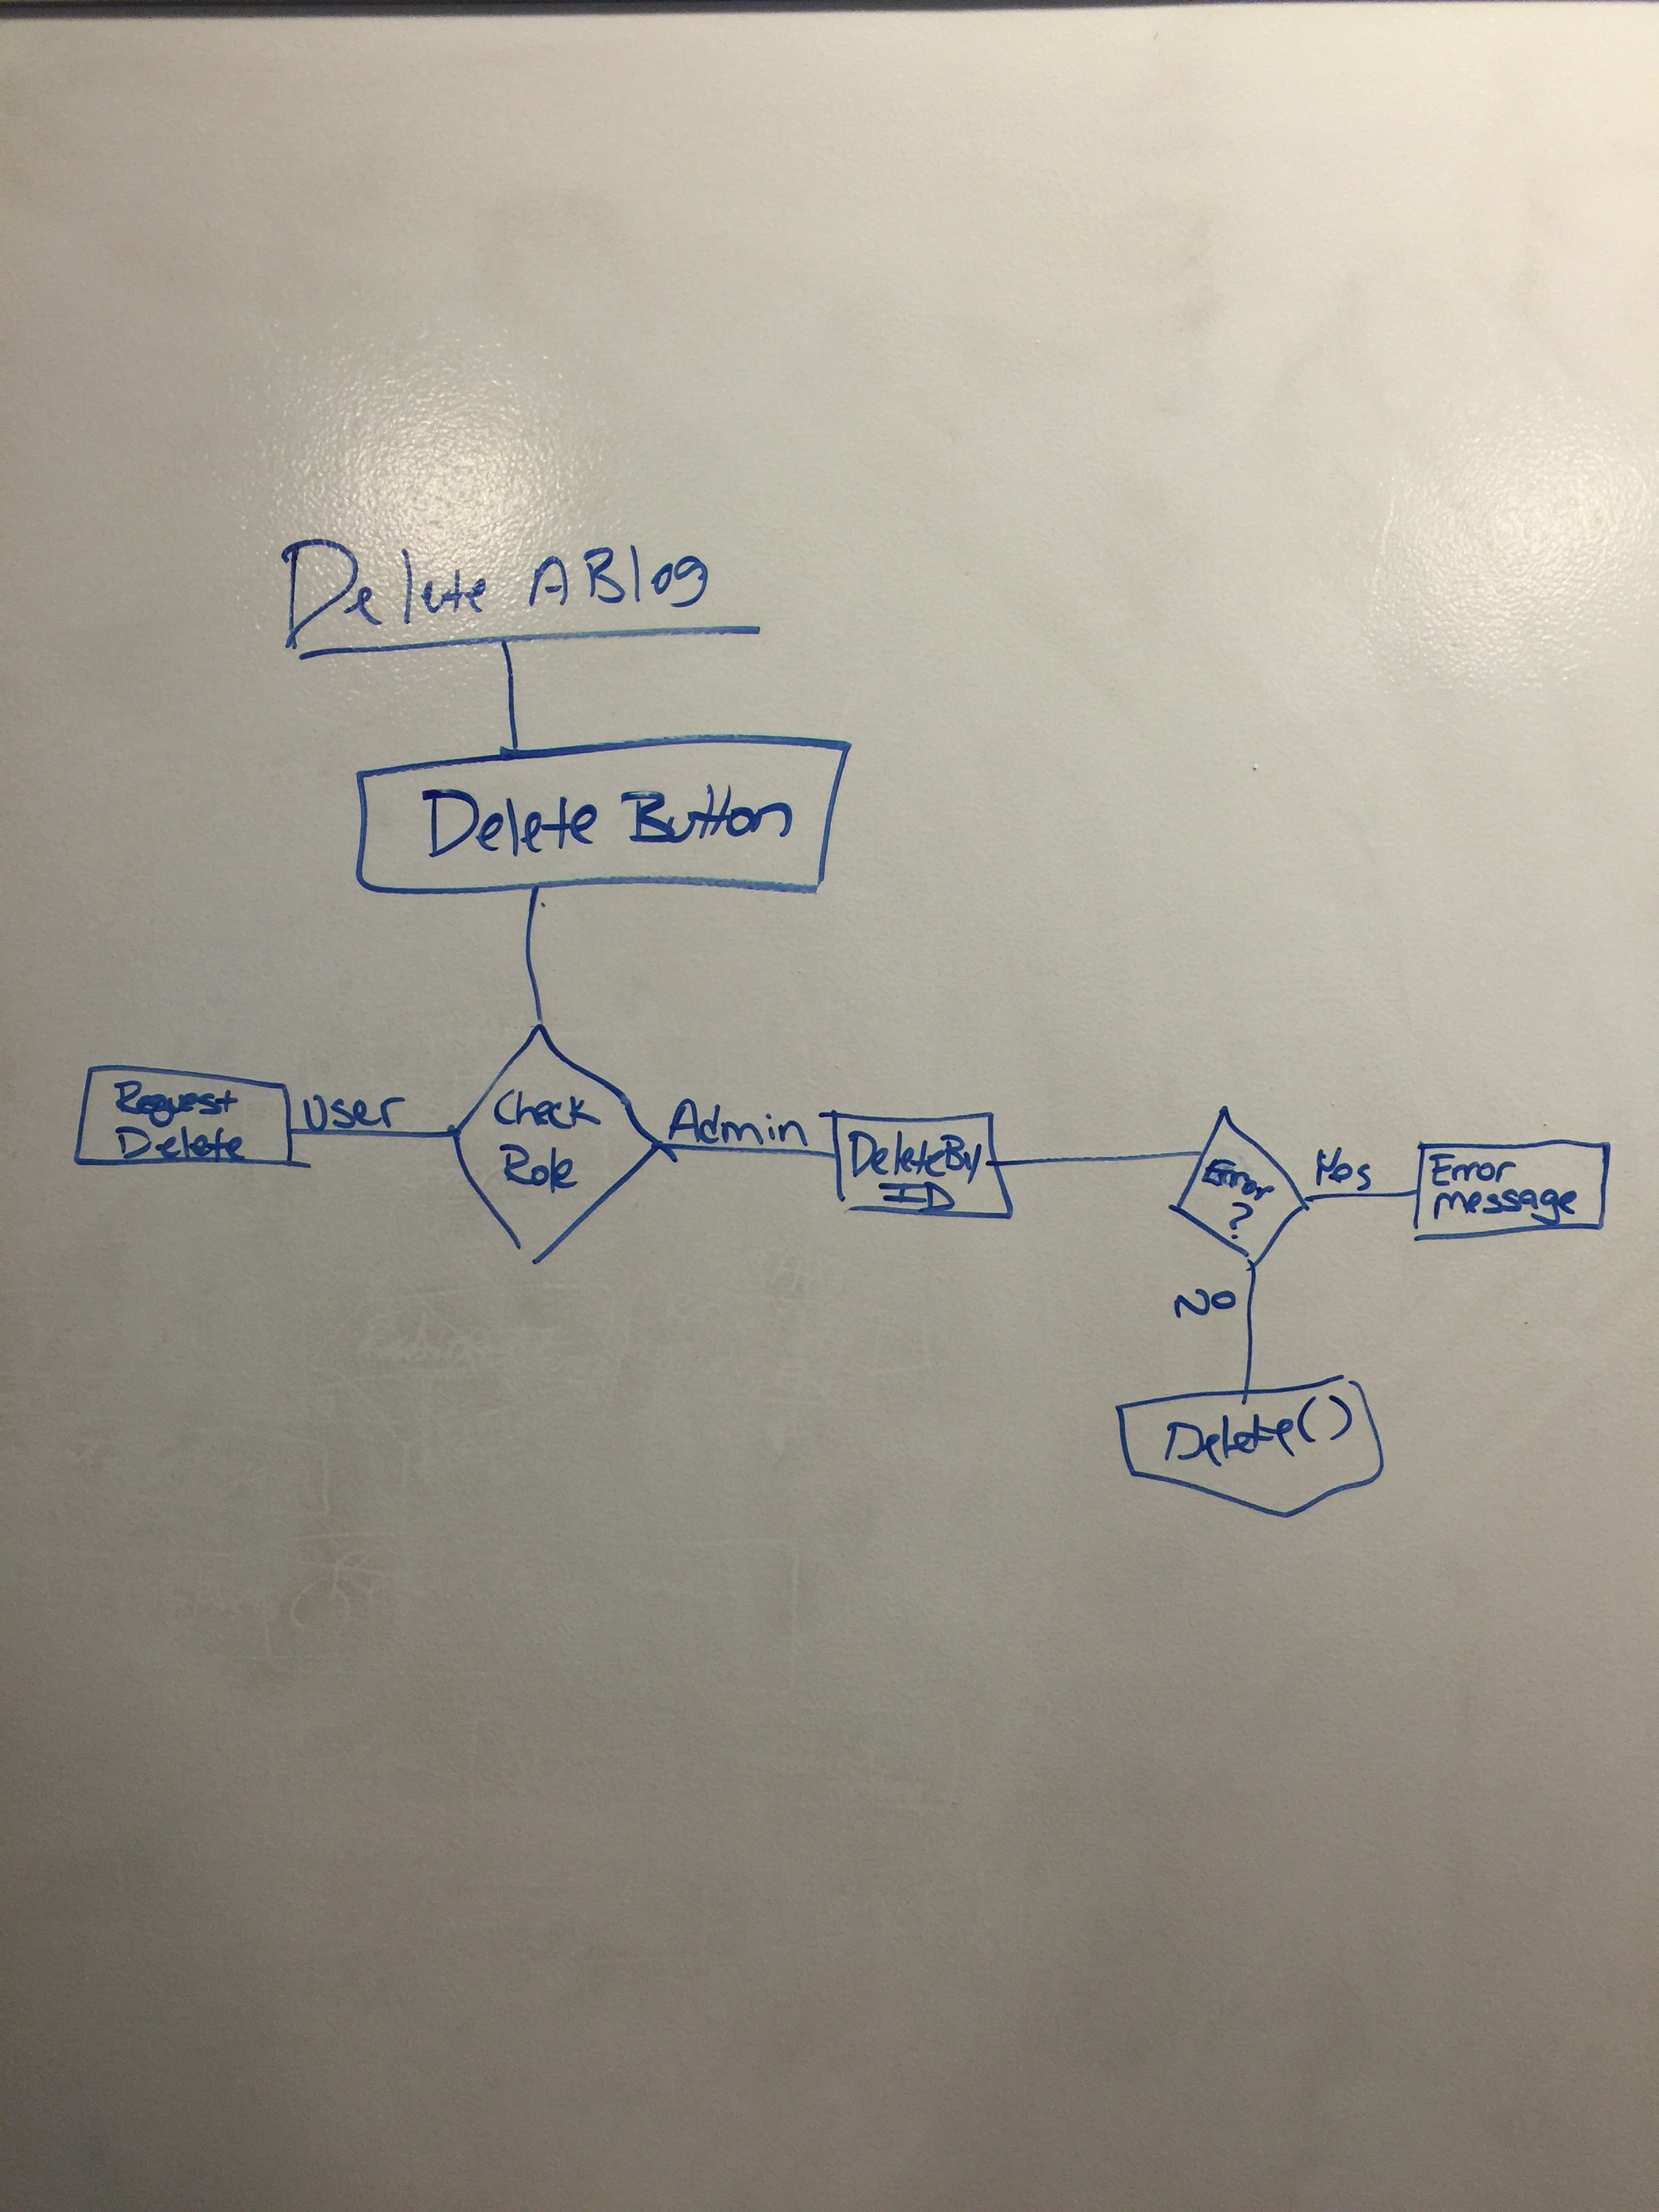 Delete A Blog
Delete Button
Request
Delete
User
Check
Role
Admin
DeleteBy
ID
Error
?
Yes
Error
message
No
Delete()